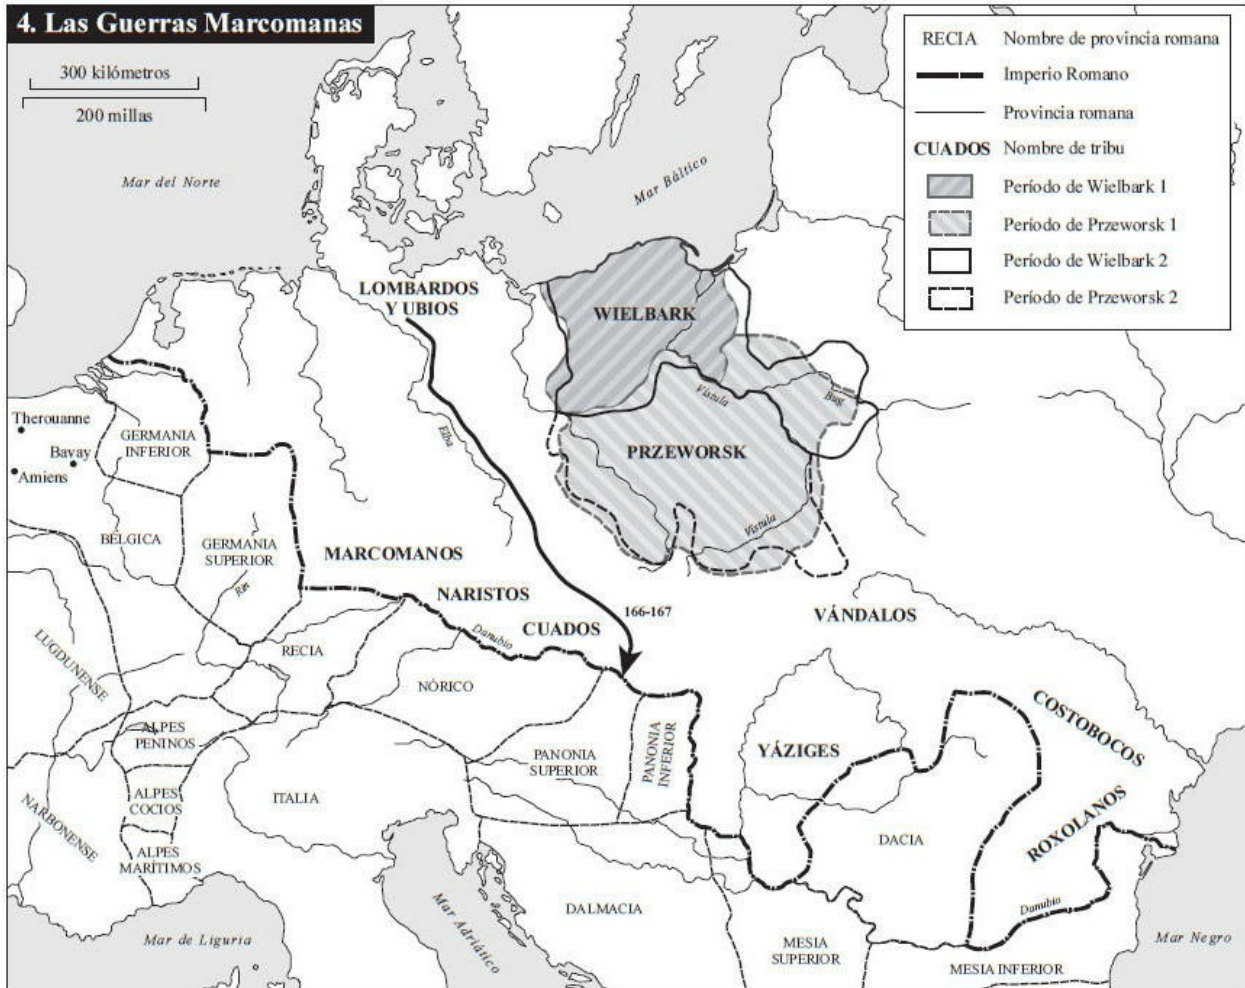 4. Las Guerras Marcomanas
300 kilómetros
200 millas
RECIA Nombre de provincia romana
Imperio Romano
Provincia romana
CUADOS Nombre de tribu
Período de Wielbark 1
Período de Przeworsk 1
Período de Wielbark 2
Período de Przeworsk 2
Mar del Norte
Mar Báltico
LOMBARDOS
Y UBIOS
WIELBARK
Vístula
Bug
Therouanne
Bavay
Amiens
GERMANIA
INFERIOR
Elba
PRZEWORSK
Vístula
BÉLGICA
GERMANIA
SUPERIOR
Rin
MARCOMANOS
NARISTOS
CUADOS
Danubio
166-167
VÁNDALOS
LUGDUNENSE
RECIA
NÓRICO
ALPES
PENINOS
PANONIA
SUPERIOR
PANONIA
INFERIOR
YÁZIGES
COSTOBOCOS
ROXOLANOS
NARBONENSE
ALPES
COCIOS
ITALIA
DACIA
ALPES
MARÍTIMOS
DALMACIA
Danubio
Mar de Liguria
Mar Adriático
MESIA
SUPERIOR
MESIA INFERIOR
Mar Negro